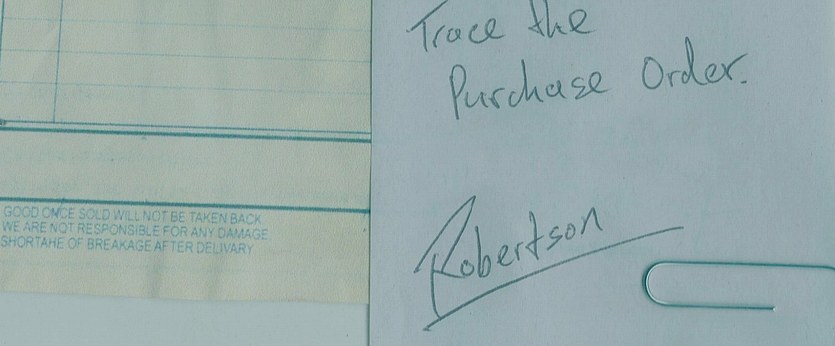 Trace the
Purchase Order.
Robertson
GOOD ONCE SOLD WILL NOT BE TAKEN BACK
WE ARE NOT RESPONSIBLE FOR ANY DAMAGE.
SHORTAHE OF BREAKAGE AFTER DELIVARY